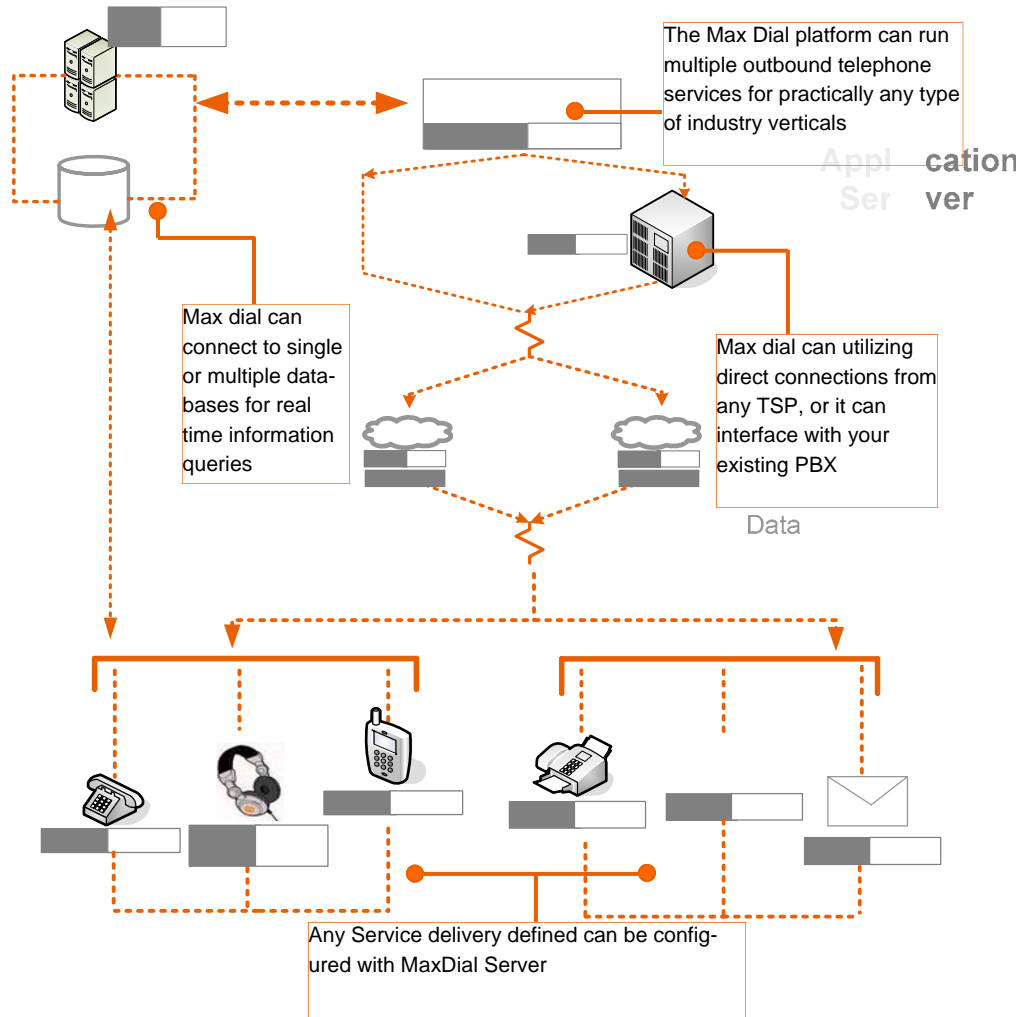 The Max Dial platform can run
multiple outbound telephone
services for practically any type
of industry verticals
Appl cation
Ser ver
Max dial can
connect to single
or multiple data-
bases for real
time information
queries
Max dial can utilizing
direct connections from
any TSP, or it can
interface with your
existing PBX
Data
Any Service delivery defined can be config-
ured with MaxDial Server